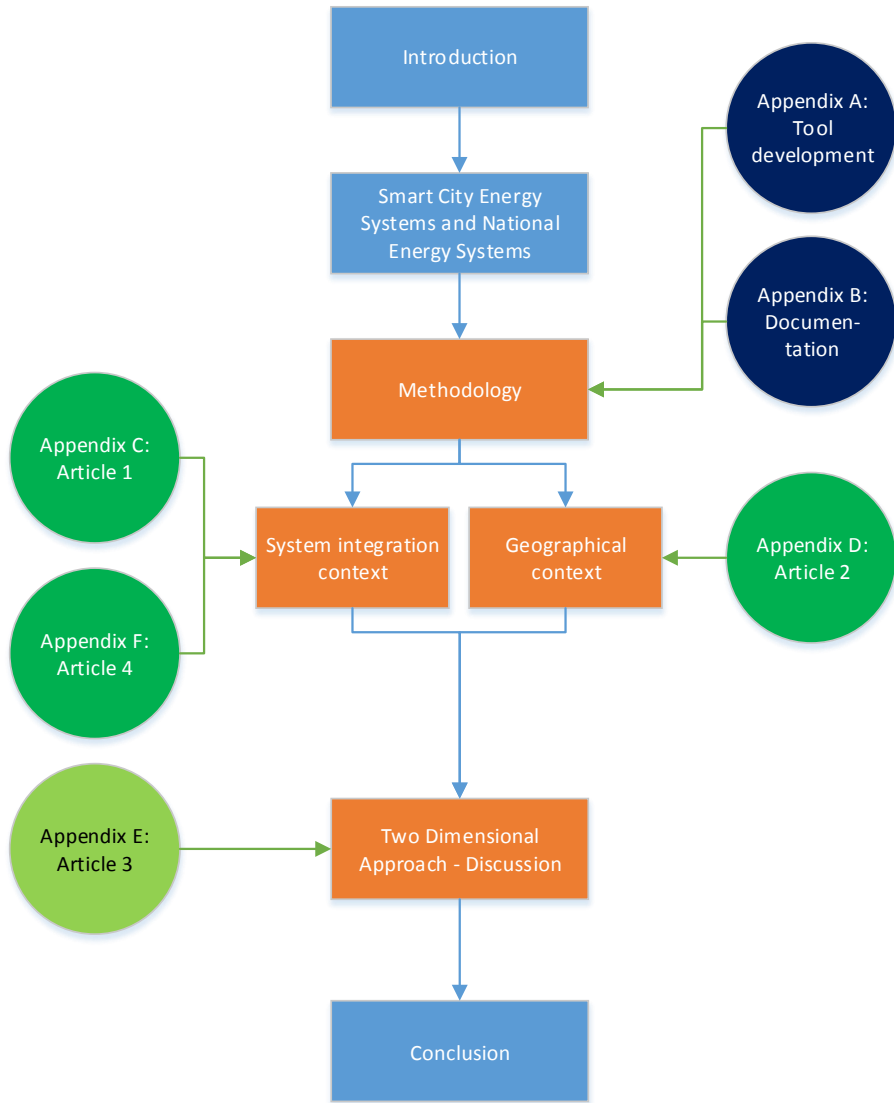 Introduction
Appendix A:
Tool
development
Smart City Energy
Systems and National
Energy Systems
Appendix B:
Documen-
tation
Methodology
Appendix C:
Article 1
System integration
context
Geographical
context
Appendix D:
Article 2
Appendix F:
Article 4
Appendix E:
Article 3
Two Dimensional
Approach - Discussion
Conclusion